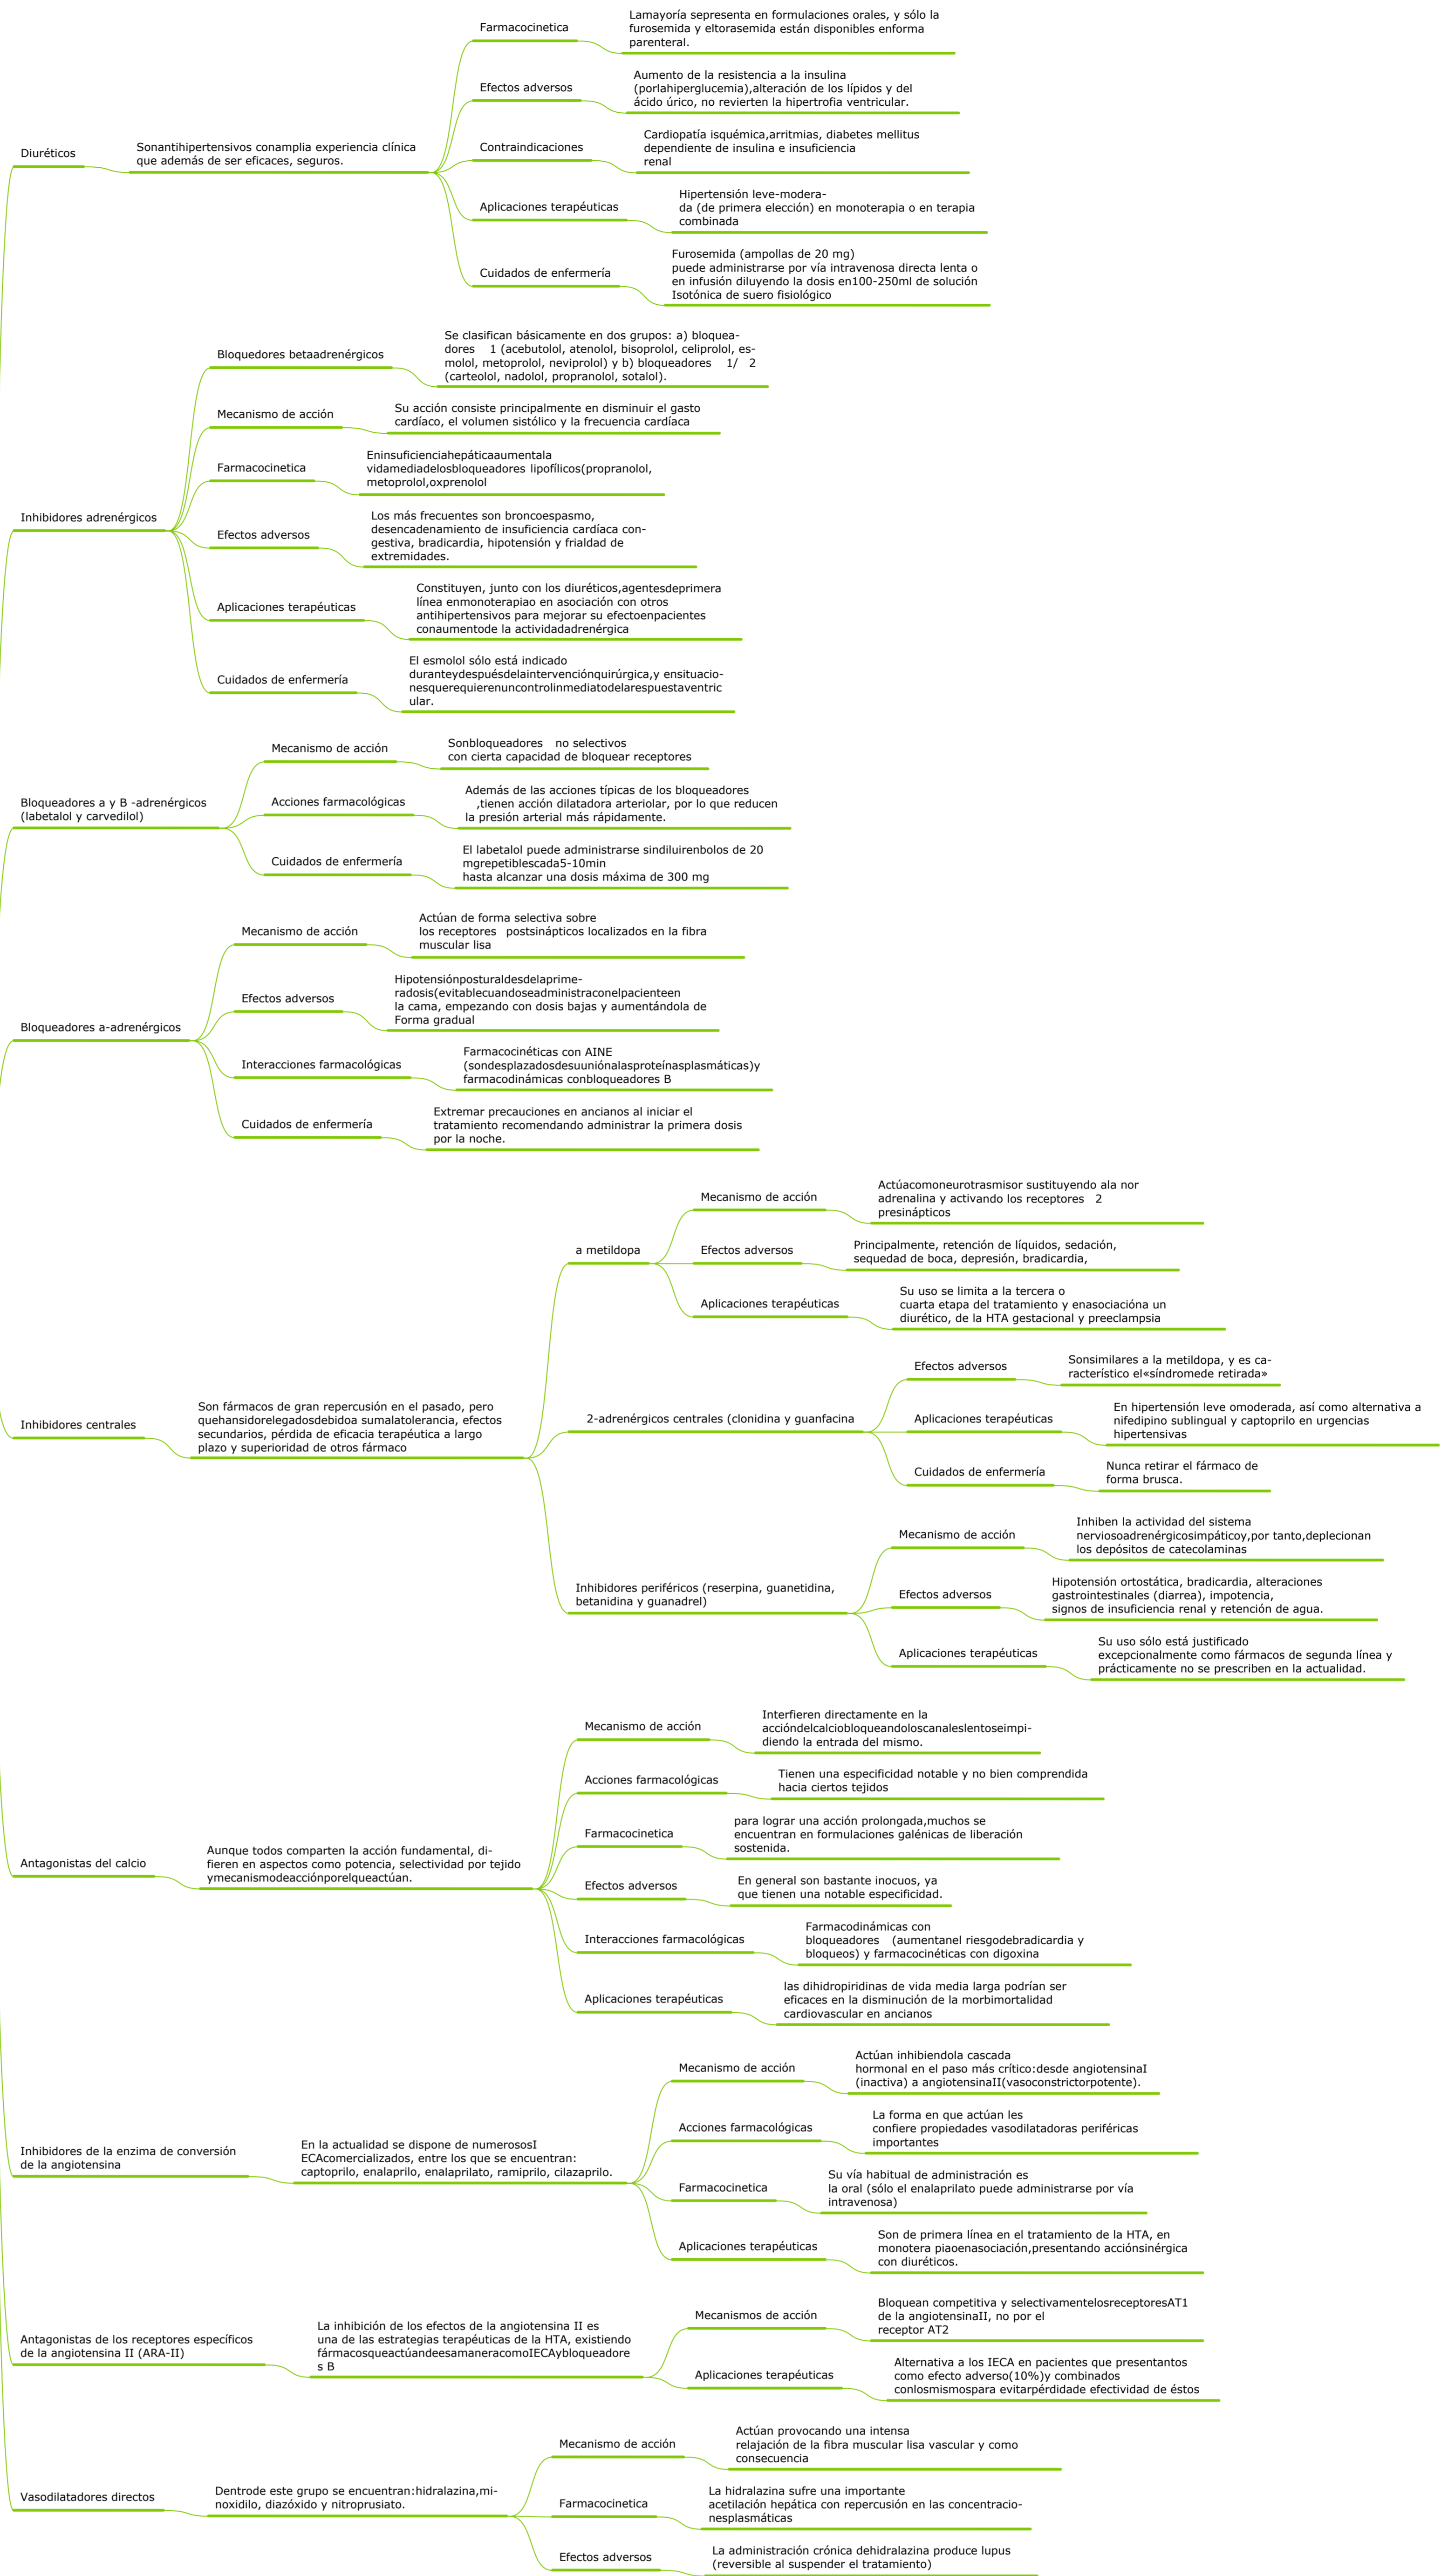 Diuréticos
Sonantihipertensivos conamplia experiencia clínica
que además de ser eficaces, seguros.
Farmacocinetica
Lamayoría sepresenta en formulaciones orales, y sólo la
furosemida y eltorasemida están disponibles enforma
parenteral.
Efectos adversos
Aumento de la resistencia a la insulina
(porlahiperglucemia),alteración de los lípidos y del
ácido úrico, no revierten la hipertrofia ventricular.
Contraindicaciones
Cardiopatía isquémica,arritmias, diabetes mellitus
dependiente de insulina e insuficiencia
renal
Aplicaciones terapéuticas
Hipertensión leve-modera-
da (de primera elección) en monoterapia o en terapia
combinada
Cuidados de enfermería
Furosemida (ampollas de 20 mg)
puede administrarse por vía intravenosa directa lenta o
en infusión diluyendo la dosis en100-250ml de solución
Isotónica de suero fisiológico
Inhibidores adrenérgicos
Bloquedores betaadrenérgicos
Se clasifican básicamente en dos grupos: a) bloquea-
dores 1 (acebutolol, atenolol, bisoprolol, celiprolol, es-
molol, metoprolol, neviprolol) y b) bloqueadores 1/ 2
(carteolol, nadolol, propranolol, sotalol).
Mecanismo de acción
Su acción consiste principalmente en disminuir el gasto
cardíaco, el volumen sistólico y la frecuencia cardíaca
Farmacocinetica
Eninsuficienciahepáticaaumentala
vidamediadelosbloqueadores lipofílicos(propranolol,
metoprolol,oxprenolol
Efectos adversos
Los más frecuentes son broncoespasmo,
desencadenamiento de insuficiencia cardíaca con-
gestiva, bradicardia, hipotensión y frialdad de
extremidades.
Aplicaciones terapéuticas
Constituyen, junto con los diuréticos,agentesdeprimera
línea enmonoterapiao en asociación con otros
antihipertensivos para mejorar su efectoenpacientes
conaumentode la actividadadrenérgica
Cuidados de enfermería
El esmolol sólo está indicado
duranteydespuésdelaintervenciónquirúrgica,y ensituacio-
nesquerequierenuncontrolinmediatodelarespuestaventric
ular.
Bloqueadores a y B -adrenérgicos
(labetalol y carvedilol)
Mecanismo de acción
Sonbloqueadores no selectivos
con cierta capacidad de bloquear receptores
Acciones farmacológicas
Además de las acciones típicas de los bloqueadores
,tienen acción dilatadora arteriolar, por lo que reducen
la presión arterial más rápidamente.
Cuidados de enfermería
El labetalol puede administrarse sindiluirenbolos de 20
mgrepetiblescada5-10min
hasta alcanzar una dosis máxima de 300 mg
Bloqueadores a-adrenérgicos
Mecanismo de acción
Actúan de forma selectiva sobre
los receptores postsinápticos localizados en la fibra
muscular lisa
Efectos adversos
Hipotensiónposturaldesdelaprime-
radosis(evitablecuandoseadministraconelpacienteen
la cama, empezando con dosis bajas y aumentándola de
Forma gradual
Interacciones farmacológicas
Farmacocinéticas con AINE
(sondesplazadosdesuuniónalasproteínasplasmáticas)y
farmacodinámicas conbloqueadores B
Cuidados de enfermería
Extremar precauciones en ancianos al iniciar el
tratamiento recomendando administrar la primera dosis
por la noche.
Inhibidores centrales
Son fármacos de gran repercusión en el pasado, pero
quehansidorelegadosdebidoa sumalatolerancia, efectos
secundarios, pérdida de eficacia terapéutica a largo
plazo y superioridad de otros fármaco
a metildopa
Mecanismo de acción
Actúacomoneurotrasmisor sustituyendo ala nor
adrenalina y activando los receptores 2
presinápticos
Efectos adversos
Principalmente, retención de líquidos, sedación,
sequedad de boca, depresión, bradicardia,
Aplicaciones terapéuticas
Su uso se limita a la tercera o
cuarta etapa del tratamiento y enasociacióna un
diurético, de la HTA gestacional y preeclampsia
2-adrenérgicos centrales (clonidina y guanfacina
Efectos adversos
Sonsimilares a la metildopa, y es ca-
racterístico el«síndromede retirada»
Aplicaciones terapéuticas
En hipertensión leve omoderada, así como alternativa a
nifedipino sublingual y captoprilo en urgencias
hipertensivas
Cuidados de enfermería
Nunca retirar el fármaco de
forma brusca.
Inhibidores periféricos (reserpina, guanetidina,
betanidina y guanadrel)
Mecanismo de acción
Inhiben la actividad del sistema
nerviosoadrenérgicosimpáticoy,por tanto,deplecionan
los depósitos de catecolaminas
Efectos adversos
Hipotensión ortostática, bradicardia, alteraciones
gastrointestinales (diarrea), impotencia,
signos de insuficiencia renal y retención de agua.
Aplicaciones terapéuticas
Su uso sólo está justificado
excepcionalmente como fármacos de segunda línea y
prácticamente no se prescriben en la actualidad.
Antagonistas del calcio
Aunque todos comparten la acción fundamental, di-
fieren en aspectos como potencia, selectividad por tejido
ymecanismodeacciónporelqueactúan.
Mecanismo de acción
Interfieren directamente en la
accióndelcalciobloqueandoloscanaleslentoseimpi-
diendo la entrada del mismo.
Acciones farmacológicas
Tienen una especificidad notable y no bien comprendida
hacia ciertos tejidos
Farmacocinetica
para lograr una acción prolongada,muchos se
encuentran en formulaciones galénicas de liberación
sostenida.
Efectos adversos
En general son bastante inocuos, ya
que tienen una notable especificidad.
Interacciones farmacológicas
Farmacodinámicas con
bloqueadores (aumentanel riesgodebradicardia y
bloqueos) y farmacocinéticas con digoxina
Aplicaciones terapéuticas
las dihidropiridinas de vida media larga podrían ser
eficaces en la disminución de la morbimortalidad
cardiovascular en ancianos
Inhibidores de la enzima de conversión
de la angiotensina
En la actualidad se dispone de numerososI
ECAcomercializados, entre los que se encuentran:
captoprilo, enalaprilo, enalaprilato, ramiprilo, cilazaprilo.
Mecanismo de acción
Actúan inhibiendola cascada
hormonal en el paso más crítico:desde angiotensinaI
(inactiva) a angiotensinaII(vasoconstrictorpotente).
Acciones farmacológicas
La forma en que actúan les
confiere propiedades vasodilatadoras periféricas
importantes
Farmacocinetica
Su vía habitual de administración es
la oral (sólo el enalaprilato puede administrarse por vía
intravenosa)
Aplicaciones terapéuticas
Son de primera línea en el tratamiento de la HTA, en
monotera piaoenasociación,presentando acciónsinérgica
con diuréticos.
Antagonistas de los receptores específicos
de la angiotensina II (ARA-II)
La inhibición de los efectos de la angiotensina II es
una de las estrategias terapéuticas de la HTA, existiendo
fármacosqueactúandeesamaneracomoIECAybloqueadore
s B
Mecanismos de acción
Bloquean competitiva y selectivamentelosreceptoresAT1
de la angiotensinaII, no por el
receptor AT2
Aplicaciones terapéuticas
Alternativa a los IECA en pacientes que presentantos
como efecto adverso(10%)y combinados
conlosmismospara evitarpérdidade efectividad de éstos
Vasodilatadores directos
Dentrode este grupo se encuentran:hidralazina,mi-
noxidilo, diazóxido y nitroprusiato.
Mecanismo de acción
Actúan provocando una intensa
relajación de la fibra muscular lisa vascular y como
consecuencia
Farmacocinetica
La hidralazina sufre una importante
acetilación hepática con repercusión en las concentracio-
nesplasmáticas
Efectos adversos
La administración crónica dehidralazina produce lupus
(reversible al suspender el tratamiento)